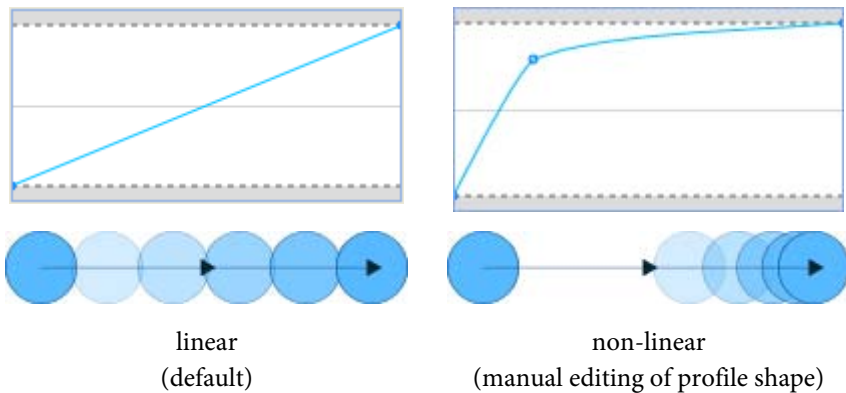 linear
(default)
non-linear
(manual editing of profile shape)